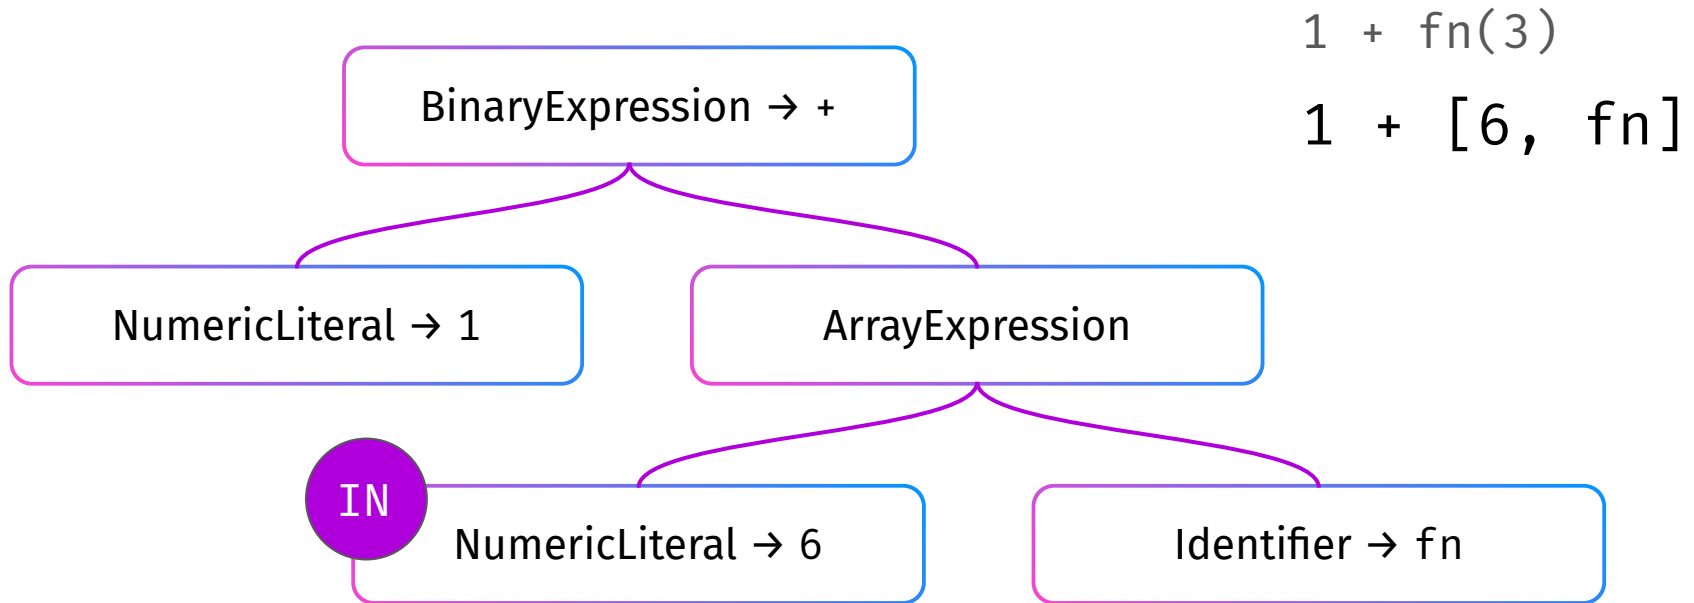 1 + fn(3)
1 + [6, fn]
BinaryExpression → +
NumericLiteral → 1
ArrayExpression
IN
NumericLiteral → 6
Identifier → fn